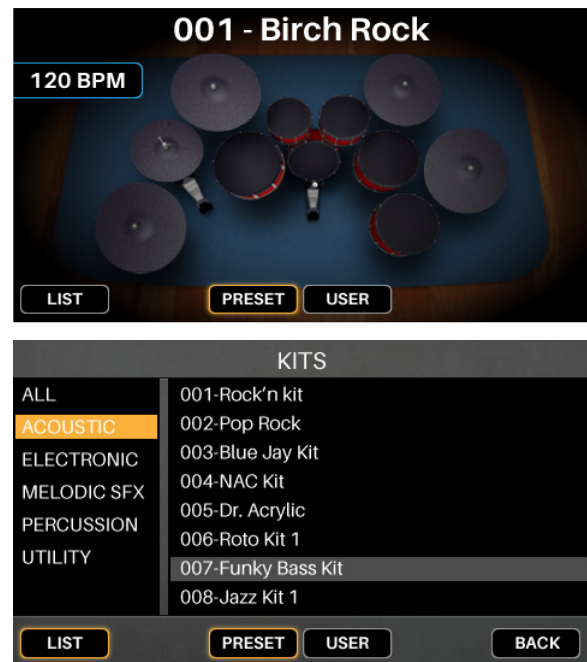 001 - Birch Rock
120 BPM
LIST PRESET USER
KITS
ALL
ACOUSTIC
ELECTRONIC
MELODIC SFX
PERCUSSION
UTILITY
001-Rock’n kit
002-Pop Rock
003-Blue Jay Kit
004-NAC Kit
005-Dr. Acrylic
006-Roto Kit 1
007-Funky Bass Kit
008-Jazz Kit 1
LIST PRESET USER BACK